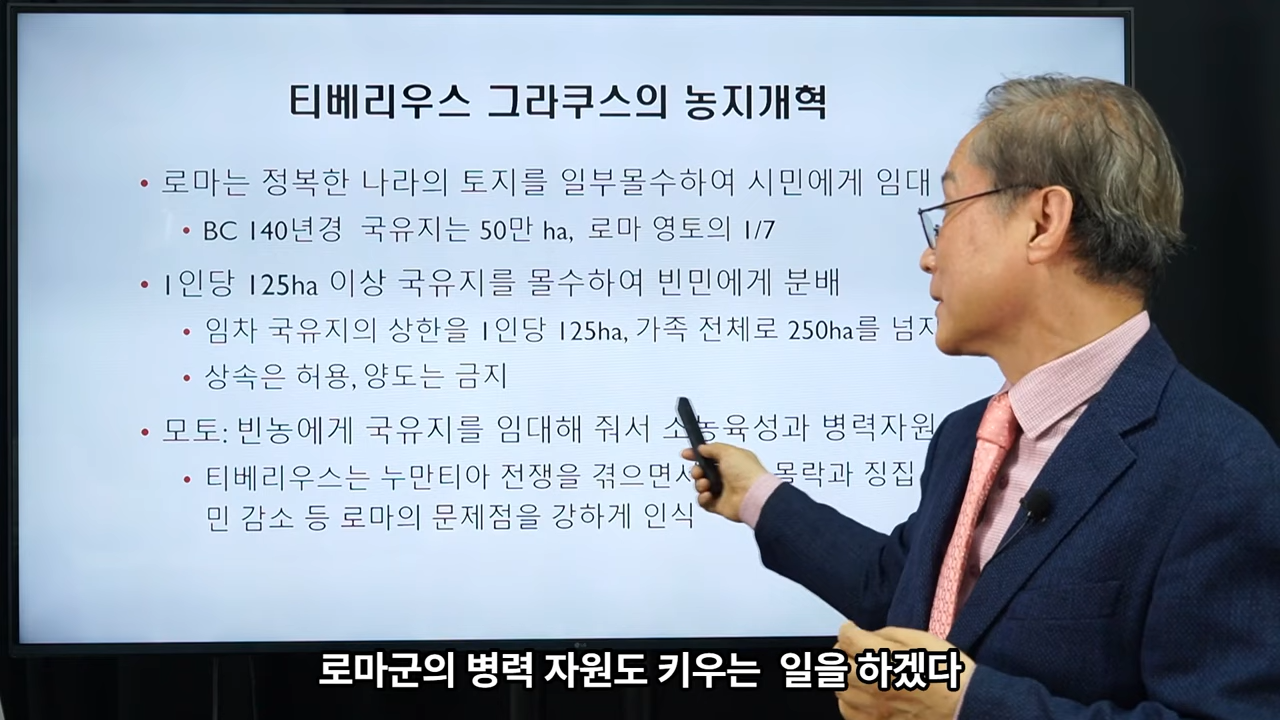 티베리우스 그라쿠스의 농지개혁
• 로마는 정복한 나라의 토지를 일부몰수하여 시민에게 임대
• BC 140년경 국유지는 50만 ha, 로마 영토의 1/7
• 1인당 125ha 이상 국유지를 몰수하여 빈민에게 분배
• 임차 국유지의 상한을 1인당 125ha, 가족 전체로 250ha를 넘지
• 상속은 허용, 양도는 금지
• 모토: 빈농에게 국유지를 임대해 줘서 소농육성과 병력자원
• 티베리우스는 누만티아 전쟁을 겪으면서 몰락과 징집
민 감소 등 로마의 문제점을 강하게 인식
로마군의 병력 자원도 키우는 일을 하겠다